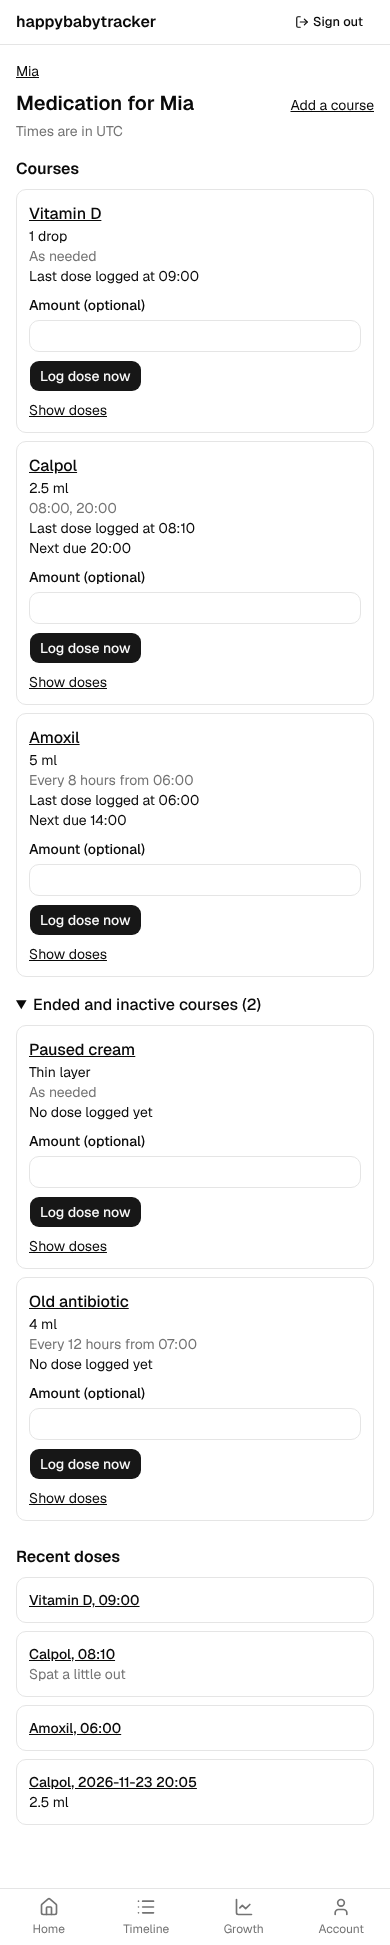 happybabytracker
Sign out
Mia
Medication for Mia
Add a course
Times are in UTC
Courses
Vitamin D
1 drop
As needed
Last dose logged at 09:00
Amount (optional)
Log dose now
Show doses
Calpol
2.5 ml
08:00, 20:00
Last dose logged at 08:10
Next due 20:00
Amount (optional)
Log dose now
Show doses
Amoxil
5 ml
Every 8 hours from 06:00
Last dose logged at 06:00
Next due 14:00
Amount (optional)
Log dose now
Show doses
Ended and inactive courses (2)
Paused cream
Thin layer
As needed
No dose logged yet
Amount (optional)
Log dose now
Show doses
Old antibiotic
4 ml
Every 12 hours from 07:00
No dose logged yet
Amount (optional)
Log dose now
Show doses
Recent doses
Vitamin D, 09:00
Calpol, 08:10
Spat a little out
Amoxil, 06:00
Calpol, 2026-11-23 20:05
2.5 ml
Home
Timeline
Growth
Account